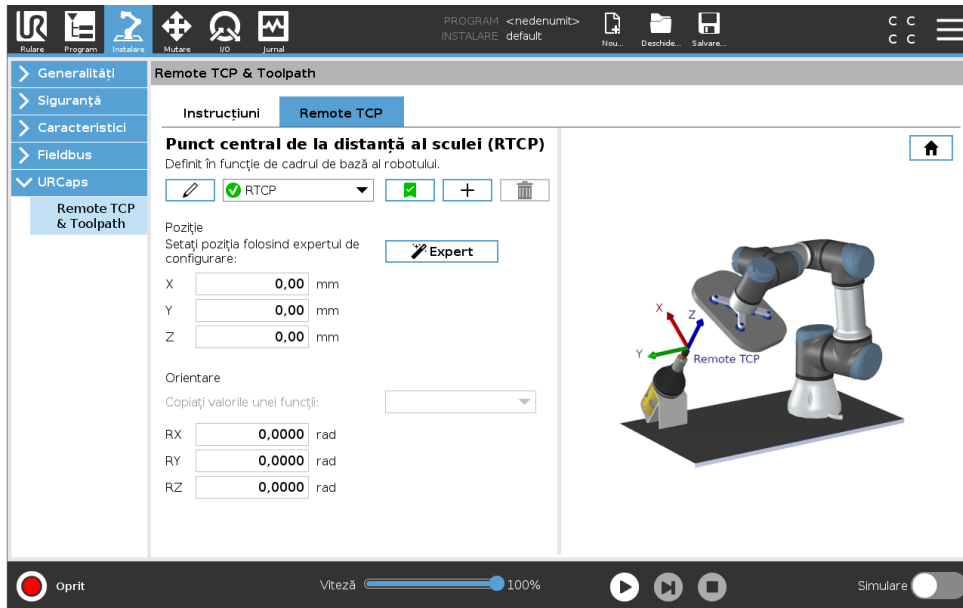 PROGRAM <nedenumit>
INSTALARE default
Rulare Program Instalare Mutare I/O Jurnal Nou... Deschide... Salvare...
C C
C C
Generalități
Siguranță
Caracteristici
Fieldbus
URCaps
Remote TCP
& Toolpath
Remote TCP & Toolpath
Instrucțiuni Remote TCP
Punct central de la distanță al sculei (RTCP)
Definit în funcție de cadrul de bază al robotului.
RTCP
Poziție
Setați poziția folosind expertul de
configurare:
Expert
X 0,00 mm
Y 0,00 mm
Z 0,00 mm
Orientare
Copiați valorile unei funcții:
RX 0,0000 rad
RY 0,0000 rad
RZ 0,0000 rad
X
Z
Y
Remote TCP
Oprit Viteză 100% Simulare